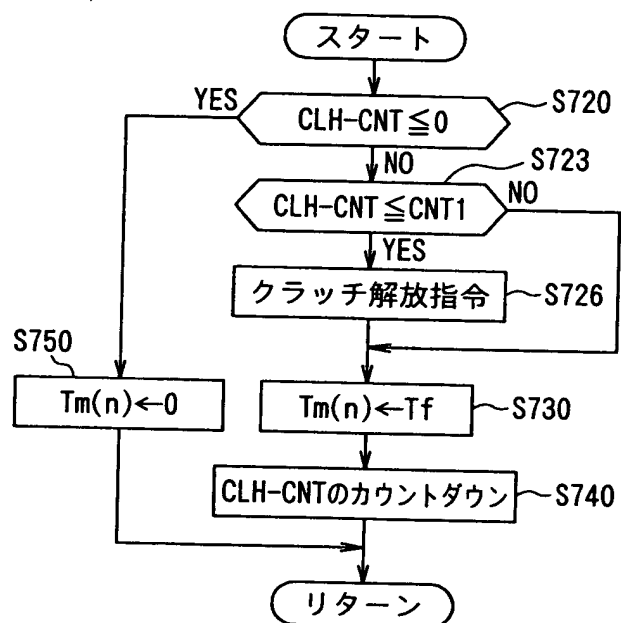 スタート
YES
CLH-CNT≦0
S720
NO
S723
CLH-CNT≦CNT1
NO
YES
クラッチ解放指令
S726
S750
Tm(n)←0
Tm(n)←Tf
S730
CLH-CNTのカウントダウン
S740
リターン